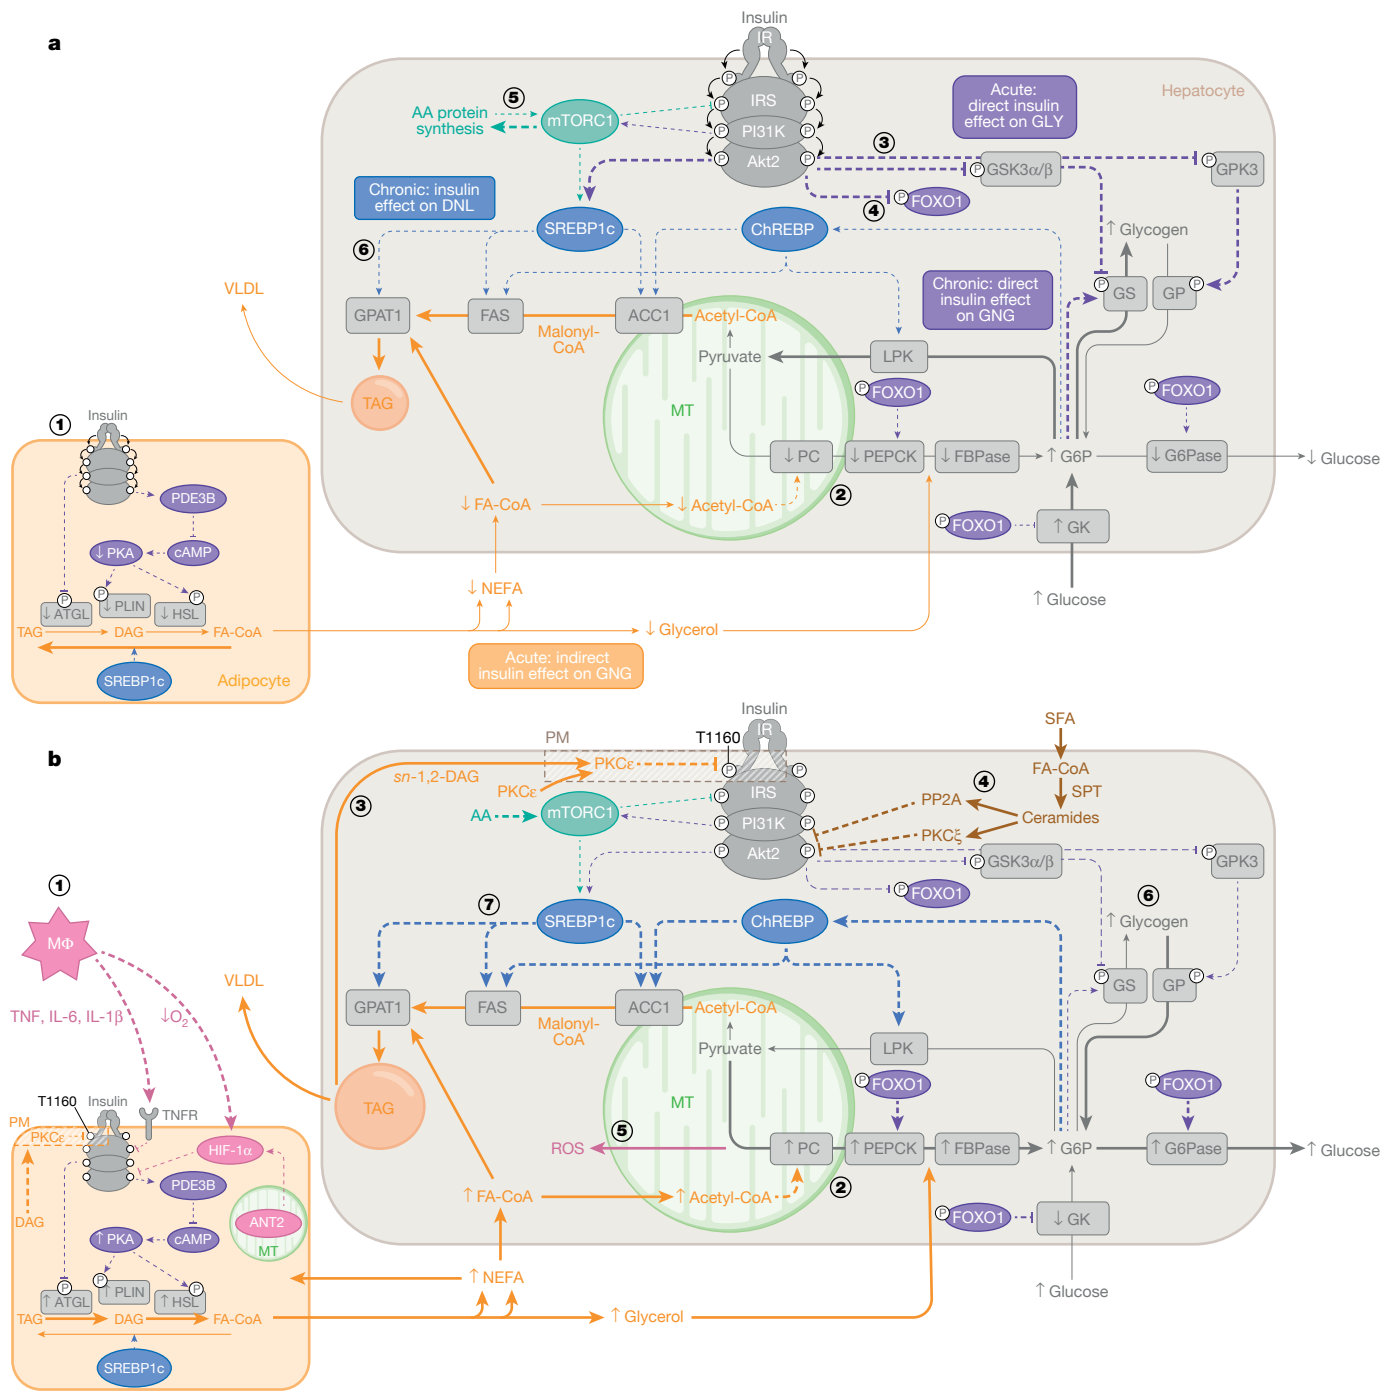 a
Insulin
IR
Hepatocyte
Acute:
direct insulin
effect on GLY
5
AA protein
synthesis
mTORC1
P
P
IRS
P
P
PI31K
P
P
Akt2
P
P
3
P
GSK3α/β
P
GPK3
4
P
FOXO1
Chronic: insulin
effect on DNL
SREBP1c
ChREBP
6
↑ Glycogen
Chronic: direct
insulin effect
on GNG
P
GS
GP
P
VLDL
GPAT1
FAS
Malonyl-
CoA
ACC1
Acetyl-CoA
Pyruvate
LPK
P
FOXO1
P
FOXO1
TAG
MT
↓ PC
↓ PEPCK
↓ FBPase
↑ G6P
↓ G6Pase
↓ Glucose
2
↓ FA-CoA
↓ Acetyl-CoA
P
FOXO1
↑ GK
↑ Glucose
1
Insulin
PDE3B
↓ PKA
cAMP
P
P
P
↓ ATGL
↓ PLIN
↓ HSL
TAG
DAG
FA-CoA
SREBP1c
Adipocyte
↓ NEFA
↓ Glycerol
Acute: indirect
insulin effect on GNG
b
Insulin
IR
PM
T1160
sn-1,2-DAG
PKCε
PKCε
3
P
P
SFA
FA-CoA
SPT
Ceramides
4
PP2A
PKCξ
AA
mTORC1
P
IRS
P
P
PI31K
P
P
Akt2
P
P
GSK3α/β
P
GPK3
P
FOXO1
1
MΦ
7
SREBP1c
ChREBP
6
↑ Glycogen
P
GS
GP
P
VLDL
TNF, IL-6, IL-1β
↓O2
GPAT1
FAS
Malonyl-
CoA
ACC1
Acetyl-CoA
Pyruvate
LPK
P
FOXO1
P
FOXO1
TAG
MT
5
ROS
↑ PC
↑ PEPCK
↑ FBPase
↑ G6P
↑ G6Pase
↑ Glucose
2
↑ FA-CoA
↑ Acetyl-CoA
P
FOXO1
↓ GK
↑ Glucose
T1160
Insulin
TNFR
PM
PKCε
HIF-1α
PDE3B
DAG
ANT2
MT
↑ PKA
cAMP
P
P
P
↑ ATGL
↑ PLIN
↑ HSL
TAG
DAG
FA-CoA
SREBP1c
↑ NEFA
↑ Glycerol